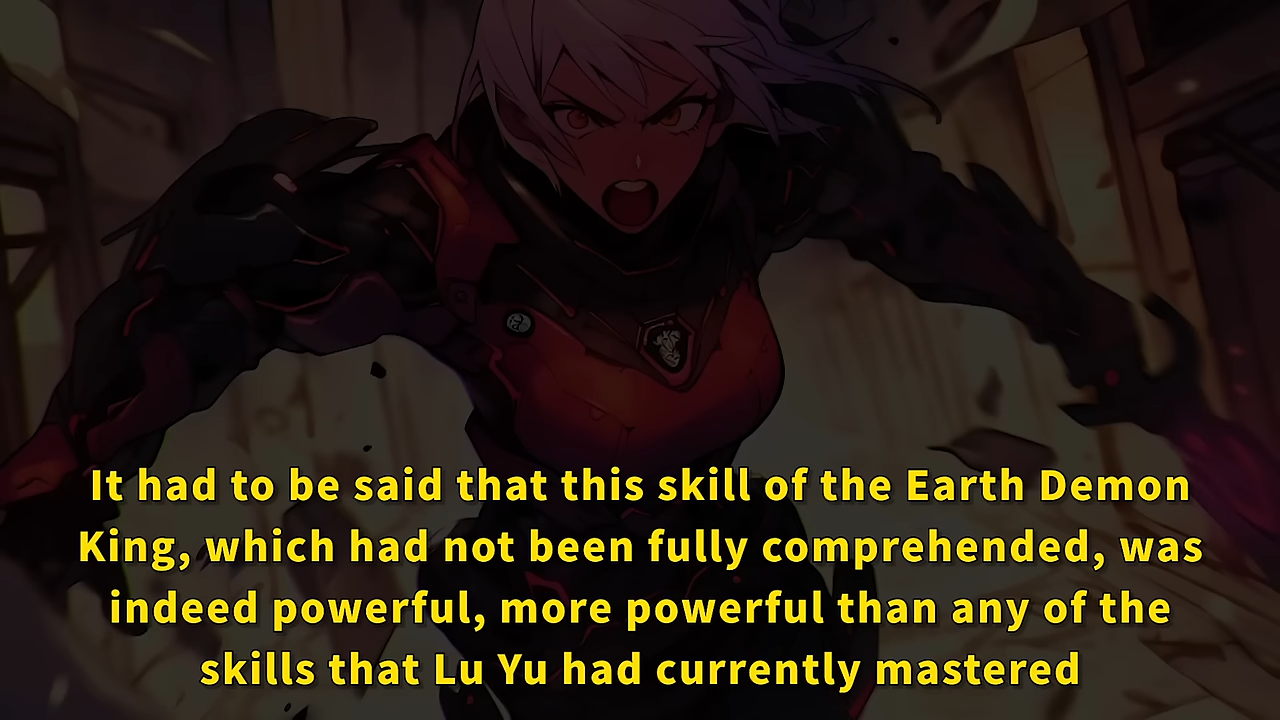 It had to be said that this skill of the Earth Demon
King, which had not been fully comprehended, was
indeed powerful, more powerful than any of the
skills that Lu Yu had currently mastered